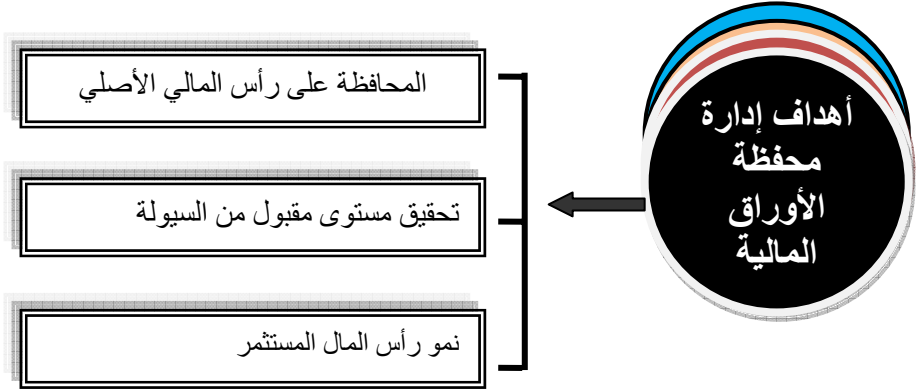 أهداف إدارة
محفظة
الأوراق
المالية
المحافظة على رأس المالي الأصلي
تحقيق مستوى مقبول من السيولة
نمو رأس المال المستثمر